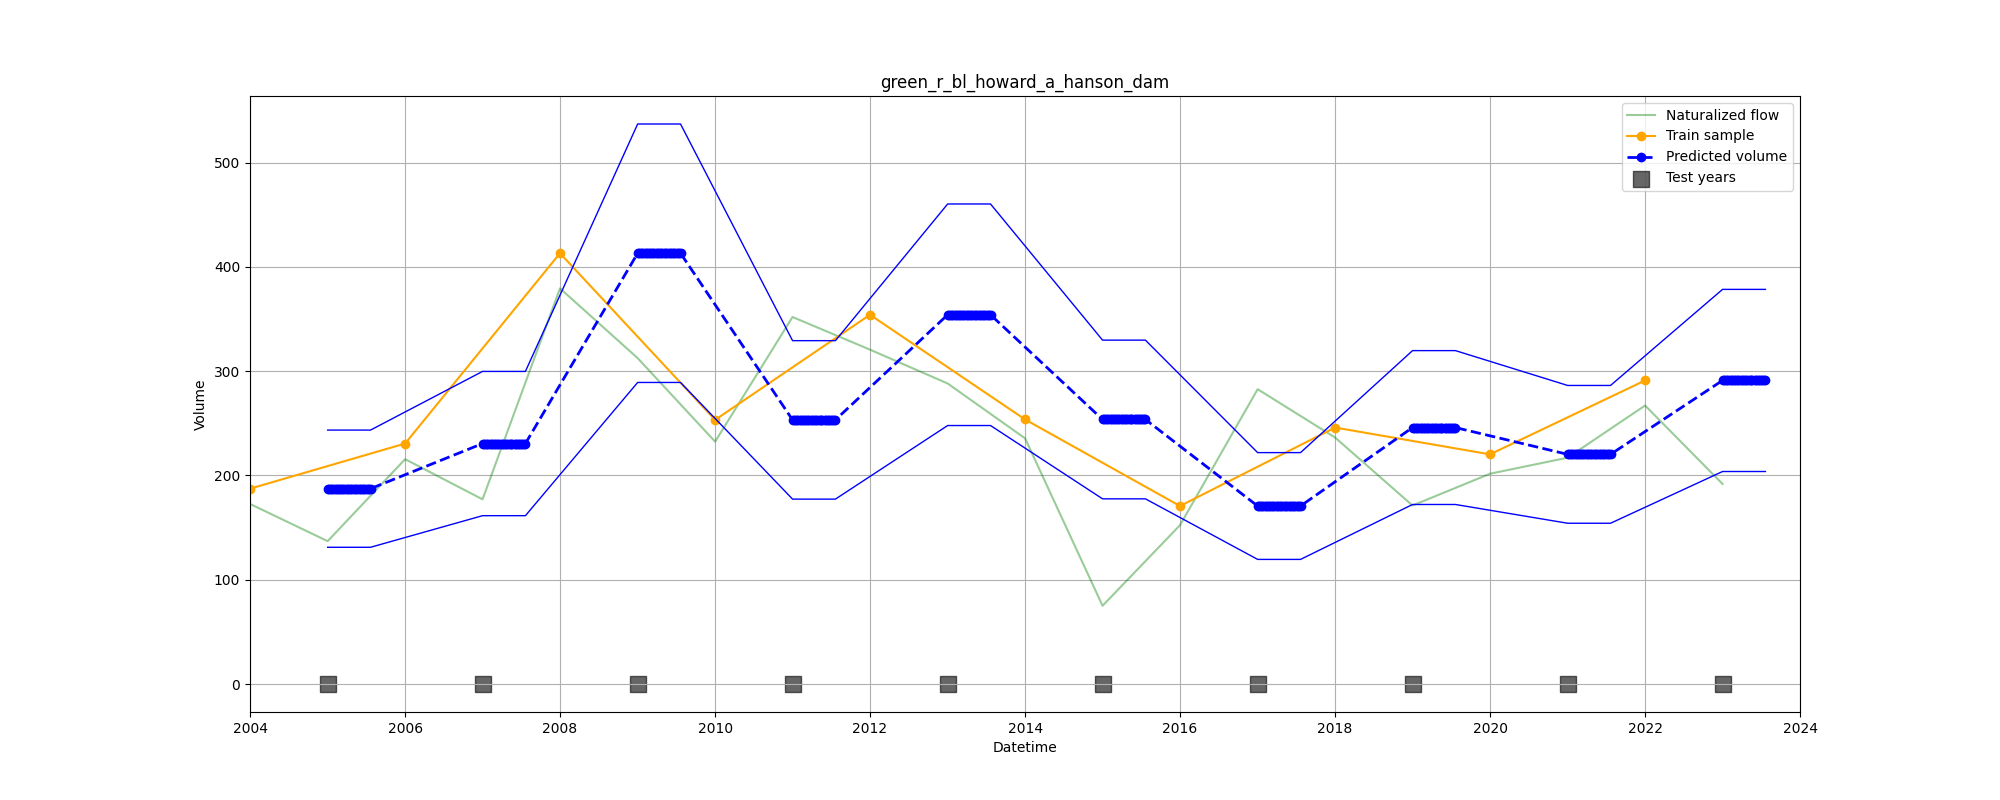 green_r_bl_howard_a_hanson_dam
Naturalized flow
Train sample
Predicted volume
Test years
500
400
300
200
100
0
Volume
2004 2006 2008 2010 2012 2014 2016 2018 2020 2022 2024
Datetime